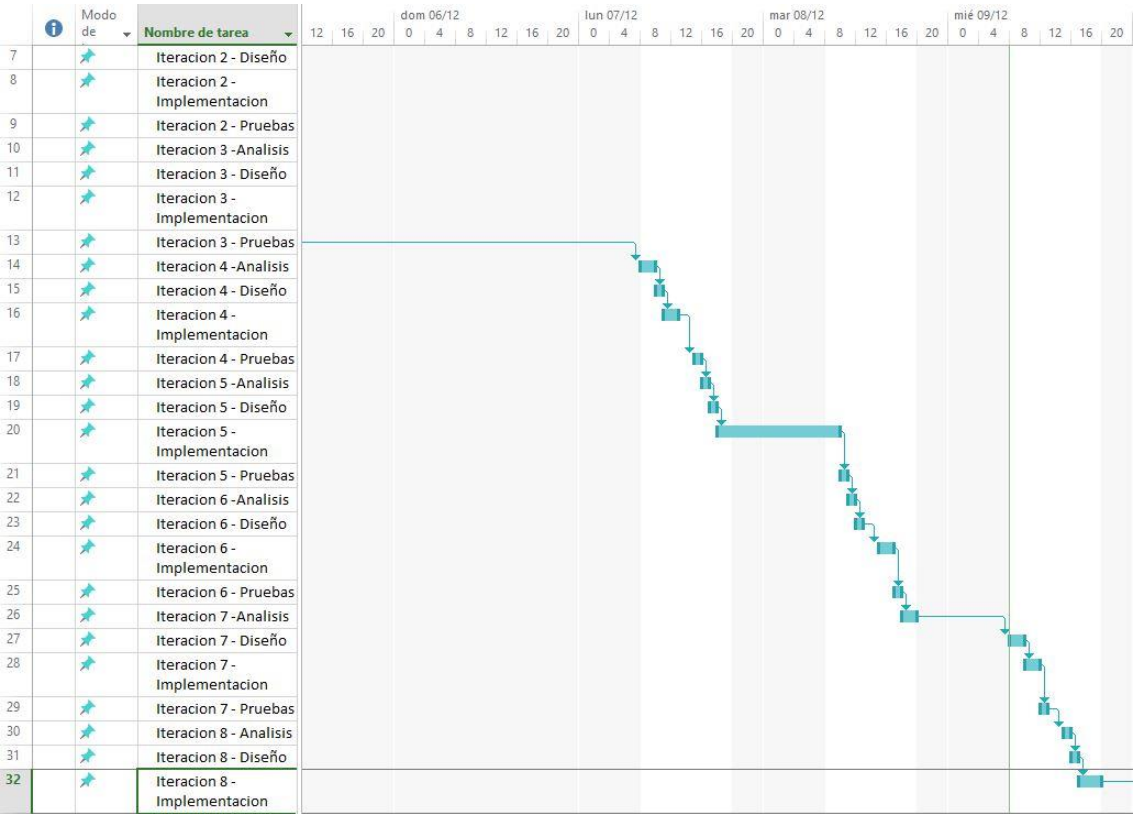 Modo
de
Nombre de tarea
dom 06/12
lun 07/12
mar 08/12
mié 09/12
12 16 20 0 4 8 12 16 20 0 4 8 12 16 20 0 4 8 12 16 20 0 4 8 12 16 20
7 Iteracion 2 - Diseño
8 Iteracion 2 -
Implementacion
9 Iteracion 2 - Pruebas
10 Iteracion 3 -Analisis
11 Iteracion 3 - Diseño
12 Iteracion 3 -
Implementacion
13 Iteracion 3 - Pruebas
14 Iteracion 4 -Analisis
15 Iteracion 4 - Diseño
16 Iteracion 4 -
Implementacion
17 Iteracion 4 - Pruebas
18 Iteracion 5 -Analisis
19 Iteracion 5 - Diseño
20 Iteracion 5 -
Implementacion
21 Iteracion 5 - Pruebas
22 Iteracion 6 -Analisis
23 Iteracion 6 - Diseño
24 Iteracion 6 -
Implementacion
25 Iteracion 6 - Pruebas
26 Iteracion 7 -Analisis
27 Iteracion 7 - Diseño
28 Iteracion 7 -
Implementacion
29 Iteracion 7 - Pruebas
30 Iteracion 8 - Analisis
31 Iteracion 8 - Diseño
32 Iteracion 8 -
Implementacion